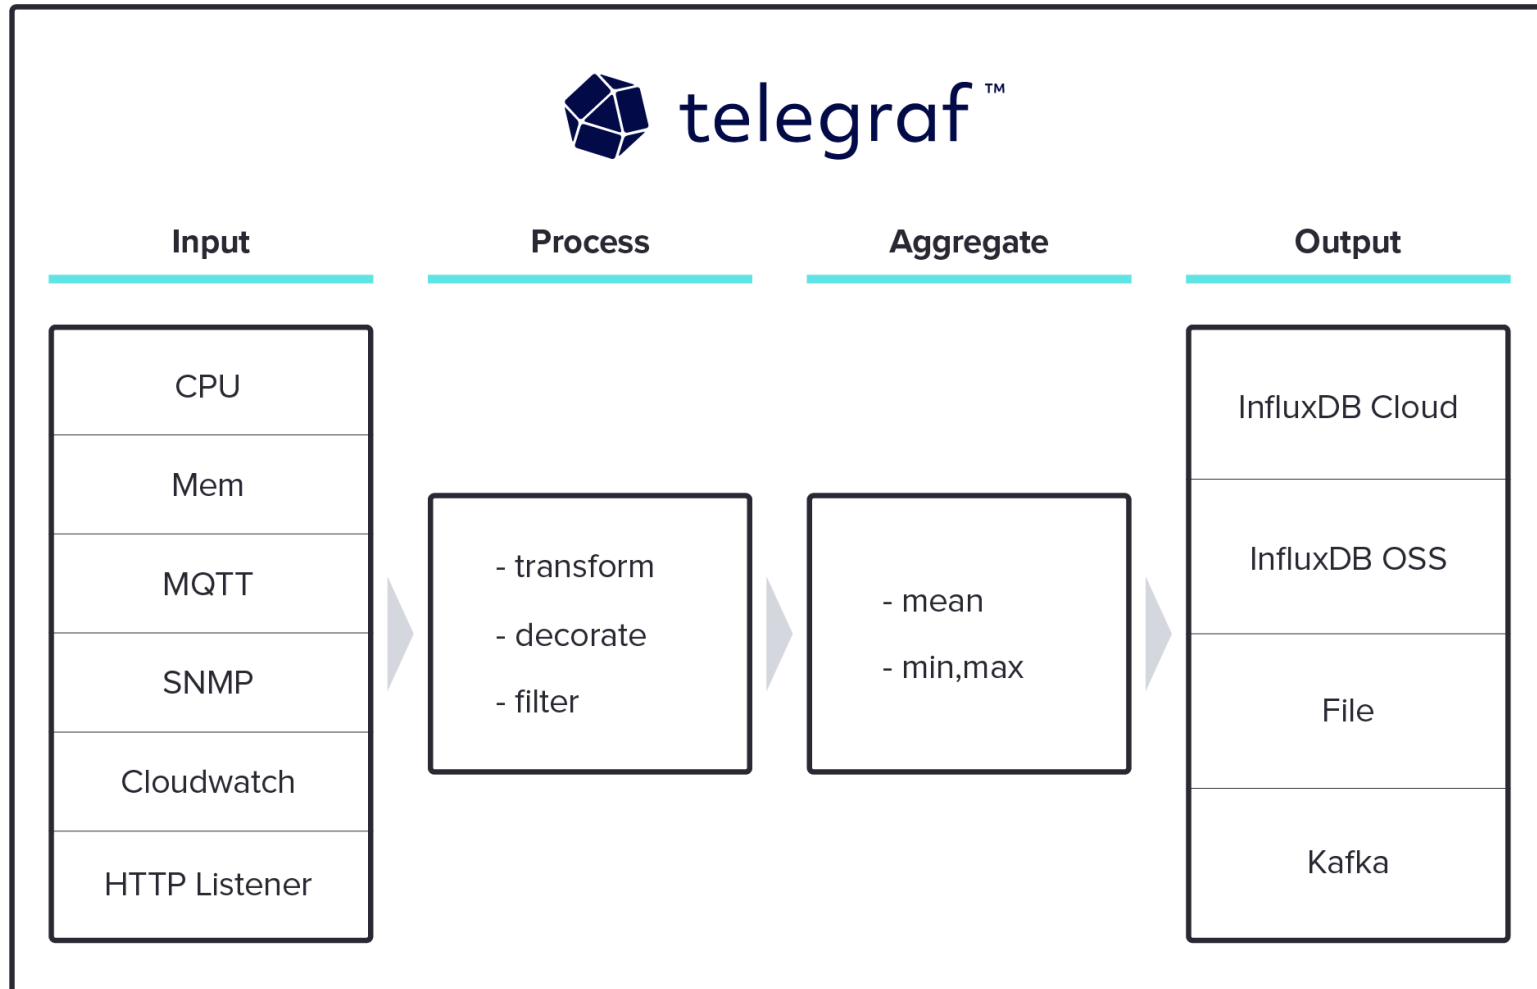 telegraf™
Input
Process
Aggregate
Output
CPU
Mem
MQTT
SNMP
Cloudwatch
HTTP Listener
- transform
- decorate
- filter
- mean
- min,max
InfluxDB Cloud
InfluxDB OSS
File
Kafka